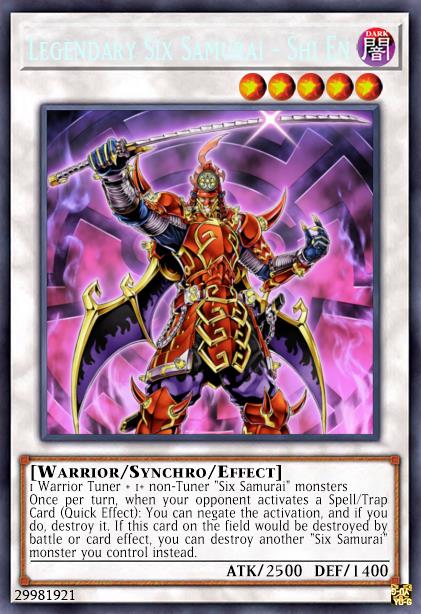 Legendary Six Samurai - Shi En
DARK
闇
[Warrior/Synchro/Effect]
1 Warrior Tuner + 1+ non-Tuner "Six Samurai" monsters
Once per turn, when your opponent activates a Spell/Trap
Card (Quick Effect): You can negate the activation, and if you
do, destroy it. If this card on the field would be destroyed by
battle or card effect, you can destroy another "Six Samurai"
monster you control instead.
ATK/2500 DEF/1400
29981921